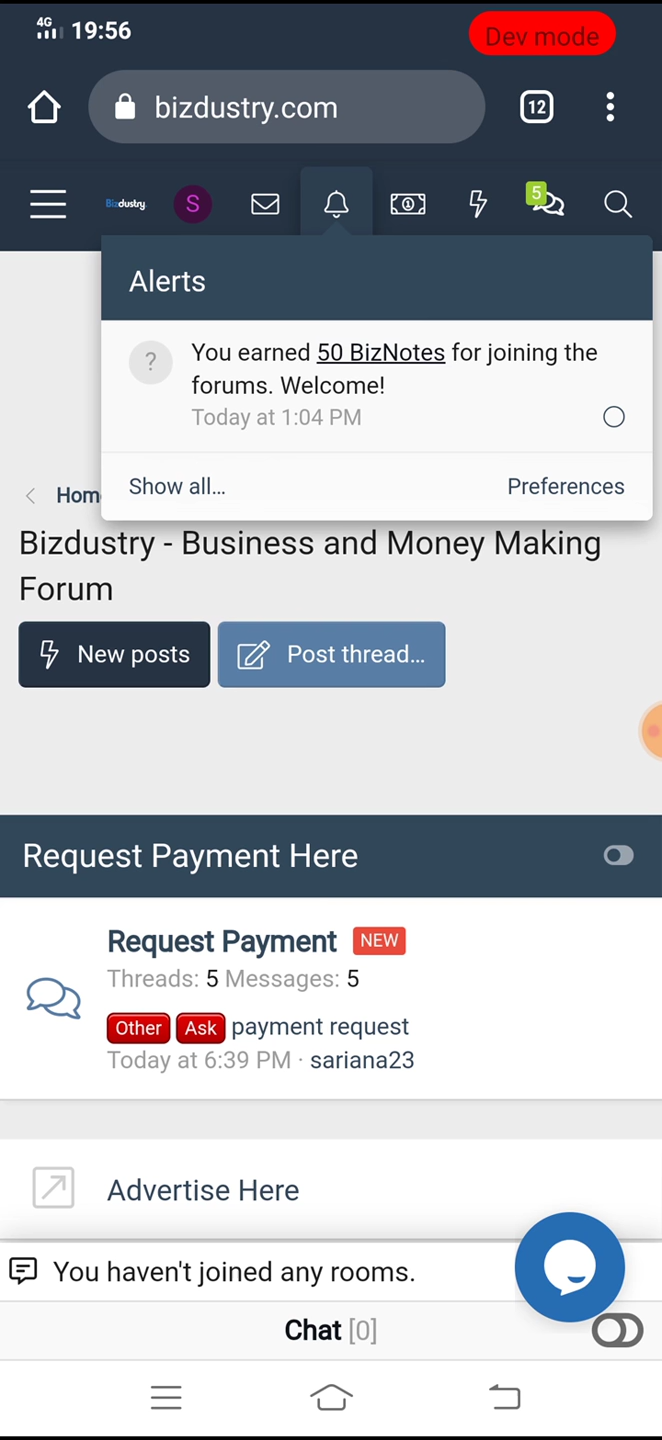 4G 19:56
Dev mode
bizdustry.com
12
Bizdustry
S
5
Alerts
?
You earned 50 BizNotes for joining the
forums. Welcome!
Today at 1:04 PM
Show all...
Preferences
Hom
Bizdustry - Business and Money Making
Forum
New posts
Post thread...
Request Payment Here
Request Payment NEW
Threads: 5 Messages: 5
Other Ask payment request
Today at 6:39 PM · sariana23
Advertise Here
You haven't joined any rooms.
Chat [0]